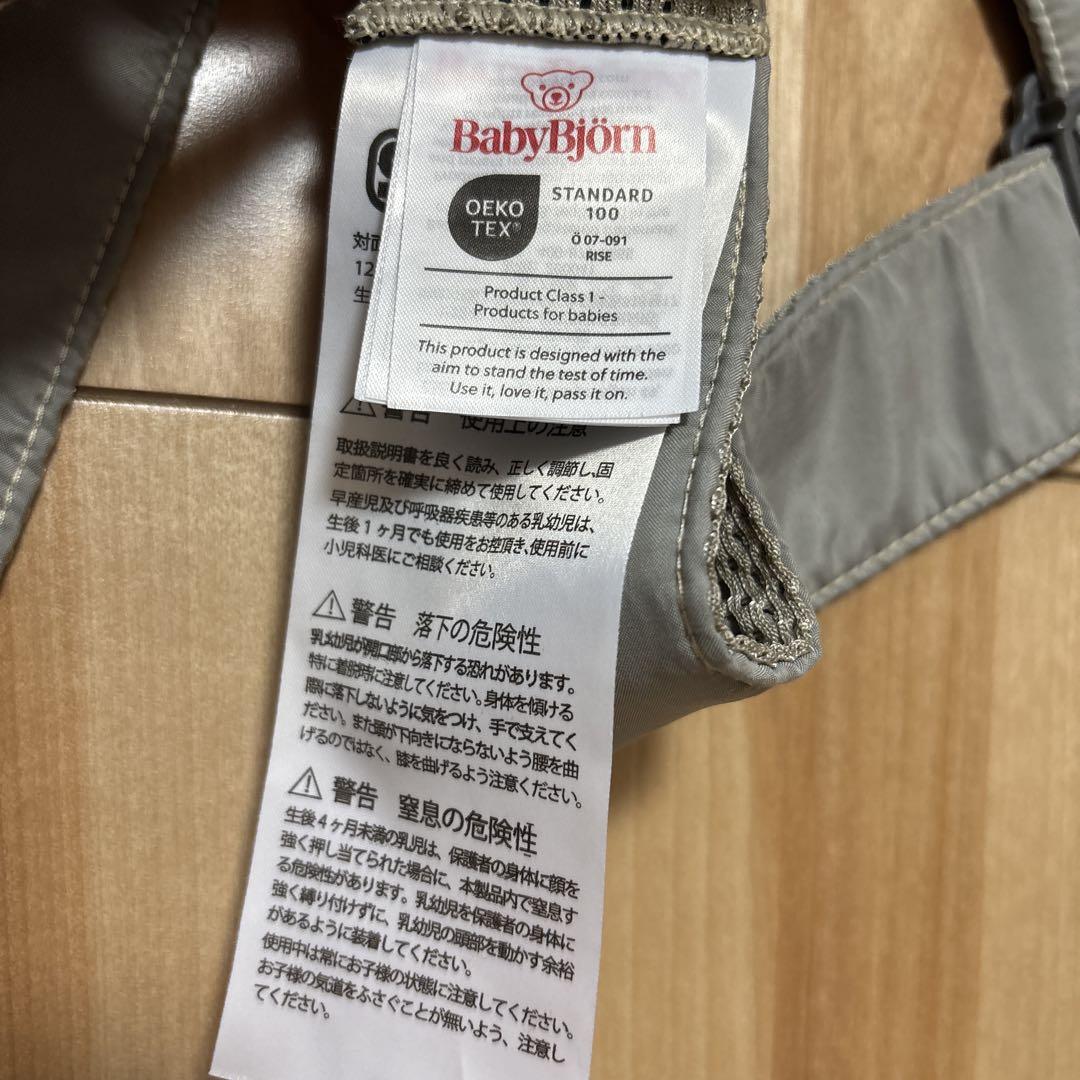 BabyBjörn
OEKO
TEX®
STANDARD
100
Ö 07-091
RISE
Product Class 1 -
Products for babies
This product is designed with the
aim to stand the test of time.
Use it, love it, pass it on.
対面
12
生
警告 使用上の注意
取扱説明書を良く読み、正しく調節し、固
定箇所を確実に締めて使用してください。
早産児及び呼吸器疾患等のある乳幼児は、
生後1ヶ月でも使用をお控頂き、使用前に
小児科医にご相談ください。
警告 落下の危険性
乳幼児が開口部から落下する恐れがあります。
特に着脱時に注意してください。身体を傾ける
際に落下しないように気をつけ、手で支えてく
ださい。また頭が下向きにならないよう腰を曲
げるのではなく、膝を曲げるよう注意ください。
警告 窒息の危険性
生後4ヶ月未満の乳児は、保護者の身体に顔を
強く押し当てられた場合に、本製品内で窒息す
る危険性があります。乳幼児を保護者の身体に
強く縛り付けずに、乳幼児の頭部を動かす余裕
があるように装着してください。
使用中は常にお子様の状態に注意してください。
お子様の気道をふさぐことが無いよう、注意し
てください。